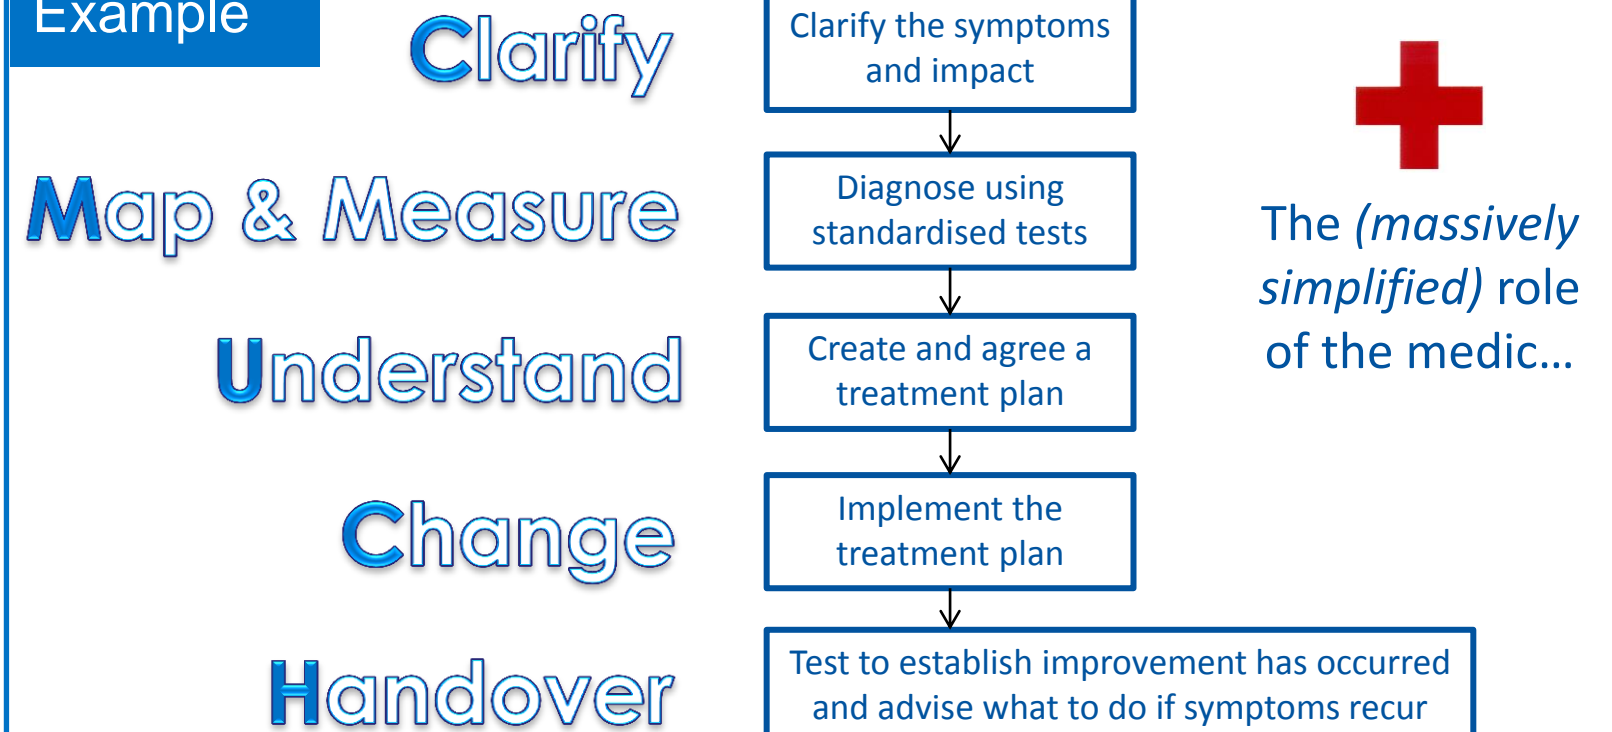 Example
Clarify
Clarify the symptoms
and impact
Map & Measure
Diagnose using
standardised tests
The (massively
simplified) role
of the medic...
Understand
Create and agree a
treatment plan
Change
Implement the
treatment plan
Handover
Test to establish improvement has occurred
and advise what to do if symptoms recur